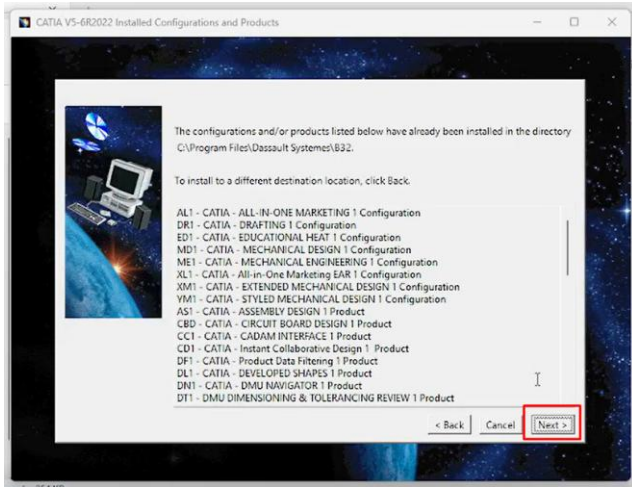 CATIA V5-6R2022 Installed Configurations and Products
The configurations and/or products listed below have already been installed in the directory
C:\Program Files\Dassault Systemes\B32.
To install to a different destination location, click Back.
AL1 - CATIA - ALL-IN-ONE MARKETING 1 Configuration
DR1 - CATIA - DRAFTING 1 Configuration
ED1 - CATIA - EDUCATIONAL HEAT 1 Configuration
MD1 - CATIA - MECHANICAL DESIGN 1 Configuration
ME1 - CATIA - MECHANICAL ENGINEERING 1 Configuration
XL1 - CATIA - All-in-One Marketing EAR 1 Configuration
XM1 - CATIA - EXTENDED MECHANICAL DESIGN 1 Configuration
YM1 - CATIA - STYLED MECHANICAL DESIGN 1 Configuration
AS1 - CATIA - ASSEMBLY DESIGN 1 Product
CBD - CATIA - CIRCUIT BOARD DESIGN 1 Product
CC1 - CATIA - CADAM INTERFACE 1 Product
CD1 - CATIA - Instant Collaborative Design 1 Product
DF1 - CATIA - Product Data Filtering 1 Product
DL1 - CATIA - DEVELOPED SHAPES 1 Product
DN1 - CATIA - DMU NAVIGATOR 1 Product
DT1 - DMU DIMENSIONING & TOLERANCING REVIEW 1 Product
< Back Cancel Next >